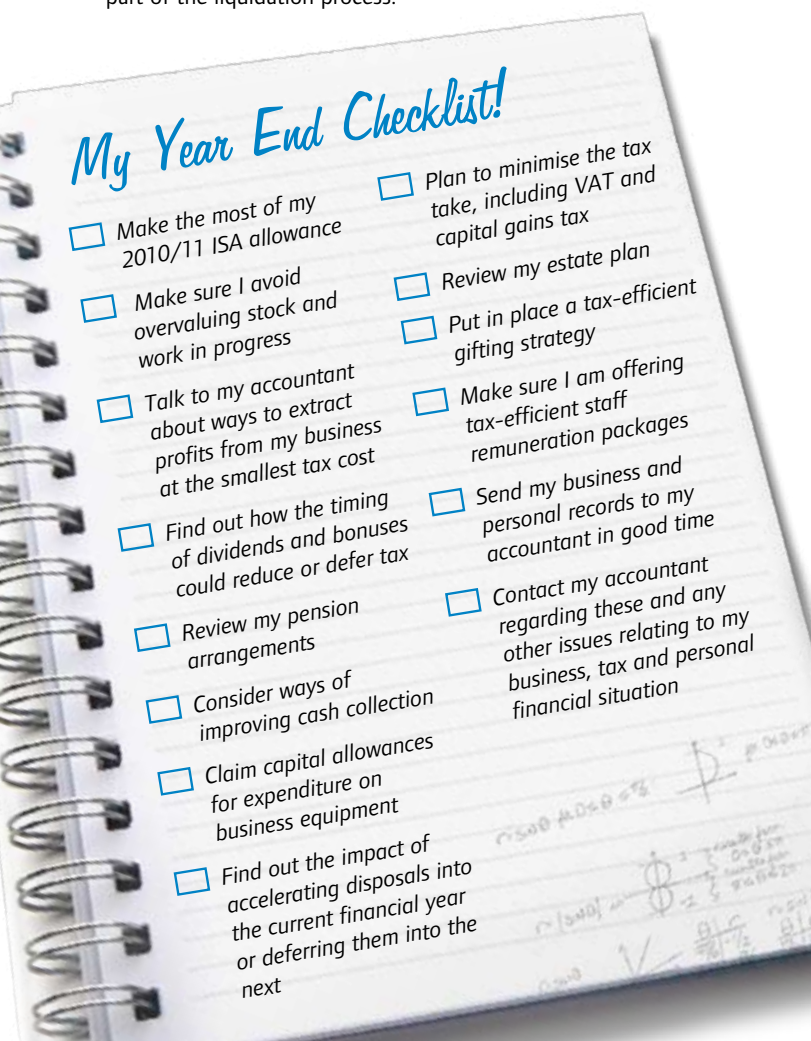 part of the liquidation process.
My Year End Checklist!
Make the most of my
2010/11 ISA allowance
Make sure I avoid
overvaluing stock and
work in progress
Talk to my accountant
about ways to extract
profits from my business
at the smallest tax cost
Find out how the timing
of dividends and bonuses
could reduce or defer tax
Review my pension
arrangements
Consider ways of
improving cash collection
Claim capital allowances
for expenditure on
business equipment
Find out the impact of
accelerating disposals into
the current financial year
or deferring them into the
next
Plan to minimise the tax
take, including VAT and
capital gains tax
Review my estate plan
Put in place a tax-efficient
gifting strategy
Make sure I am offering
tax-efficient staff
remuneration packages
Send my business and
personal records to my
accountant in good time
Contact my accountant
regarding these and any
other issues relating to my
business, tax and personal
financial situation